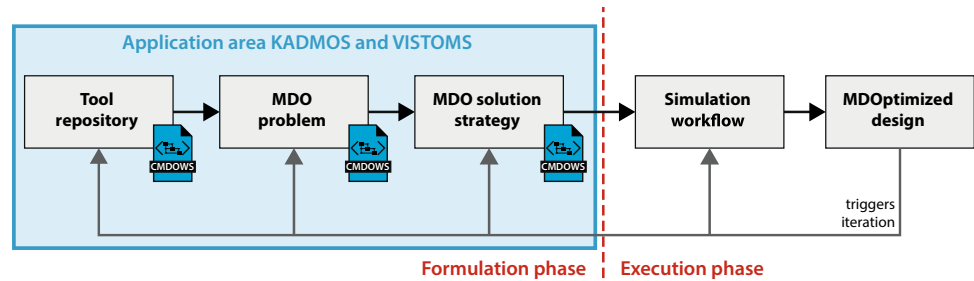 Application area KADMOS and VISTOMS
Tool
repository
MDO
problem
MDO solution
strategy
Simulation
workflow
MDOptimized
design
CMDOWS
CMDOWS
CMDOWS
triggers
iteration
Formulation phase
Execution phase